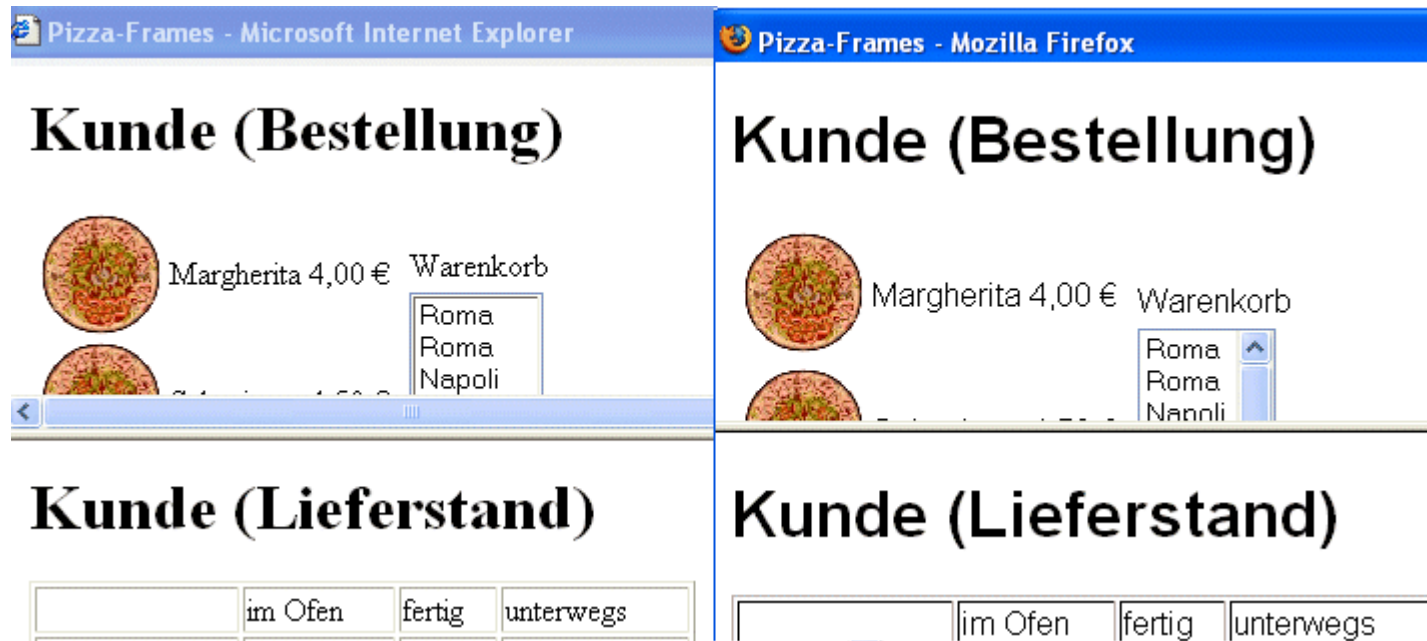 Pizza-Frames - Microsoft Internet Explorer
Kunde (Bestellung)
Margherita 4,00 €
Warenkorb
Roma
Roma
Napoli
Kunde (Lieferstand)
im Ofen fertig unterwegs
Pizza-Frames - Mozilla Firefox
Kunde (Bestellung)
Margherita 4,00 €
Warenkorb
Roma
Roma
Napoli
Kunde (Lieferstand)
im Ofen fertig unterwegs